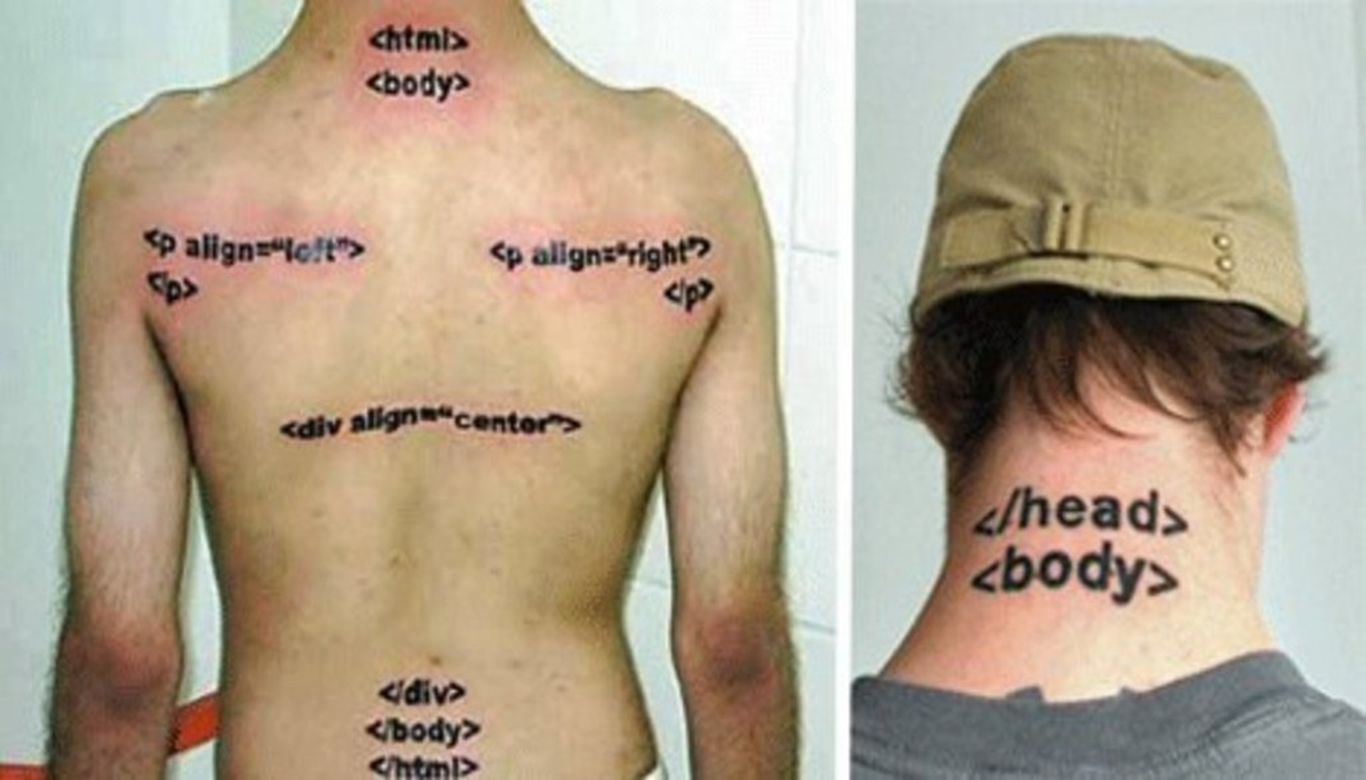 <html>
<body>
<p align="left"> <p align="right">
</p> </p>
<div align="center">
</div>
</body>
</html>
</head>
<body>